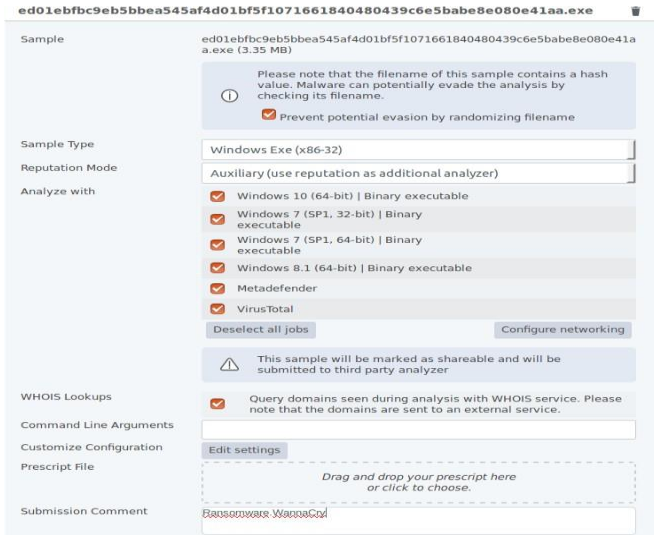 ed01ebfbc9eb5bbea545af4d01bf5f1071661840480439c6e5babe8e080e41aa.exe
Sample
ed01ebfbc9eb5bbea545af4d01bf5f1071661840480439c6e5babe8e080e41a
a.exe (3.35 MB)
Please note that the filename of this sample contains a hash
value. Malware can potentially evade the analysis by
checking its filename.
Prevent potential evasion by randomizing filename
Sample Type
Windows Exe (x86-32)
Reputation Mode
Auxiliary (use reputation as additional analyzer)
Analyze with
Windows 10 (64-bit) | Binary executable
Windows 7 (SP1, 32-bit) | Binary
executable
Windows 7 (SP1, 64-bit) | Binary
executable
Windows 8.1 (64-bit) | Binary executable
Metadefender
VirusTotal
Deselect all jobs
Configure networking
This sample will be marked as shareable and will be
submitted to third party analyzer
WHOIS Lookups
Query domains seen during analysis with WHOIS service. Please
note that the domains are sent to an external service.
Command Line Arguments
Customize Configuration
Edit settings
Prescript File
Drag and drop your prescript here
or click to choose.
Submission Comment
Ransomware WannaCry